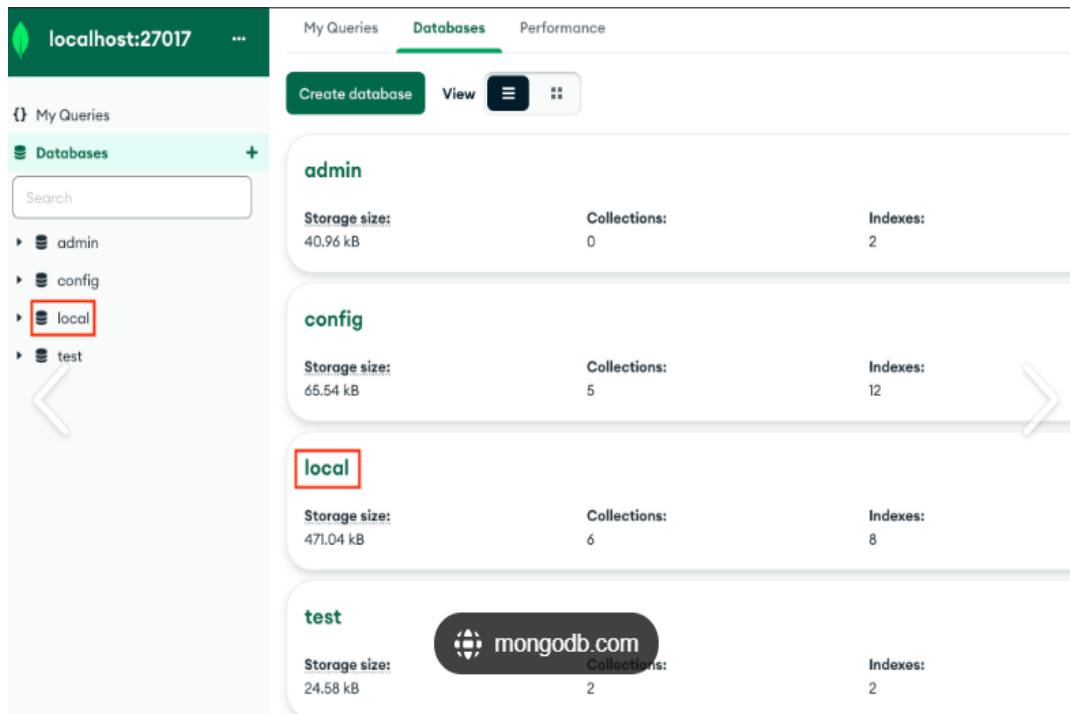 localhost:27017 ...
My Queries Databases Performance
Create database View
{} My Queries
Databases +
Search
admin
config
local
test
admin
Storage size: Collections: Indexes:
40.96 kB 0 2
config
Storage size: Collections: Indexes:
65.54 kB 5 12
local
Storage size: Collections: Indexes:
471.04 kB 6 8
test
mongodb.com
Storage size: Collections: Indexes:
24.58 kB 2 2